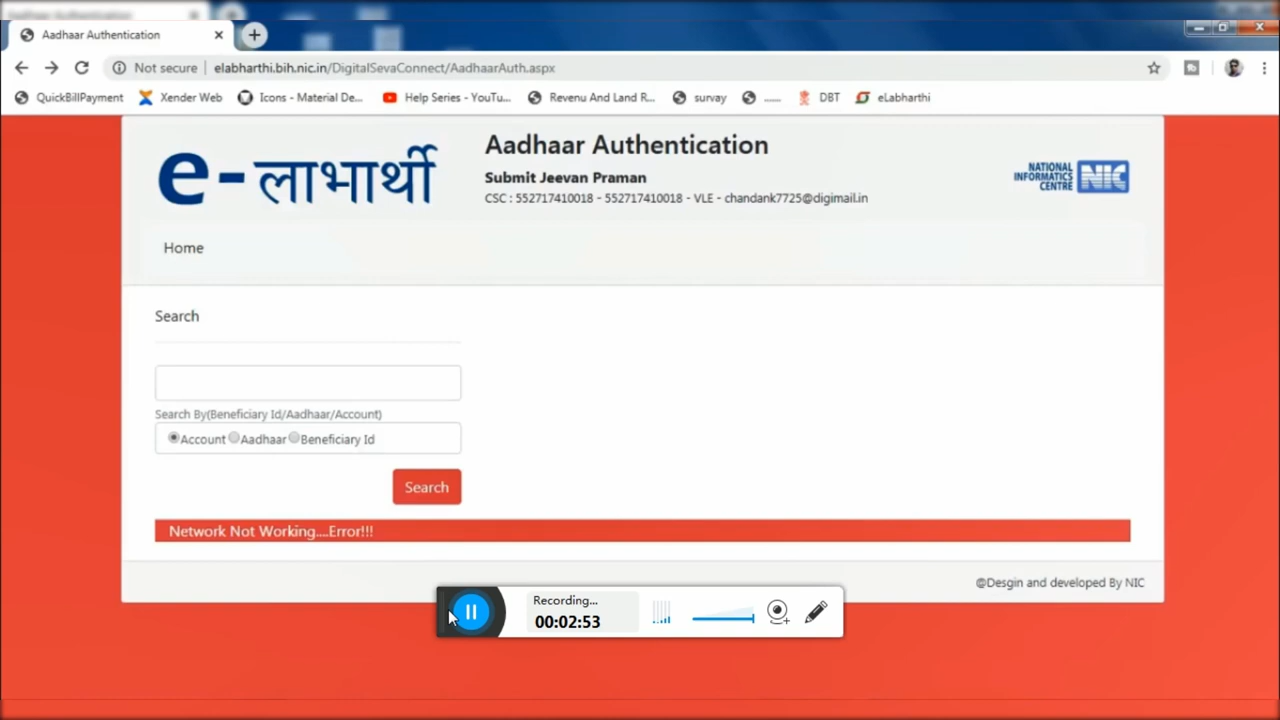 Aadhaar Authentication
Not secure | elabharthi.bih.nic.in/DigitalSevaConnect/AadhaarAuth.aspx
QuickBillPayment Xender Web Icons - Material De... Help Series - YouTu... Revenu And Land R... survay ...... DBT eLabharthi
e-लाभार्थी
Aadhaar Authentication
Submit Jeevan Praman
CSC : 552717410018 - 552717410018 - VLE - chandank7725@digimail.in
NATIONAL
INFORMATICS
CENTRE
NIC
Home
Search
Search By(Beneficiary Id/Aadhaar/Account)
Account Aadhaar Beneficiary Id
Search
Network Not Working....Error!!!
@Desgin and developed By NIC
Recording...
00:02:53